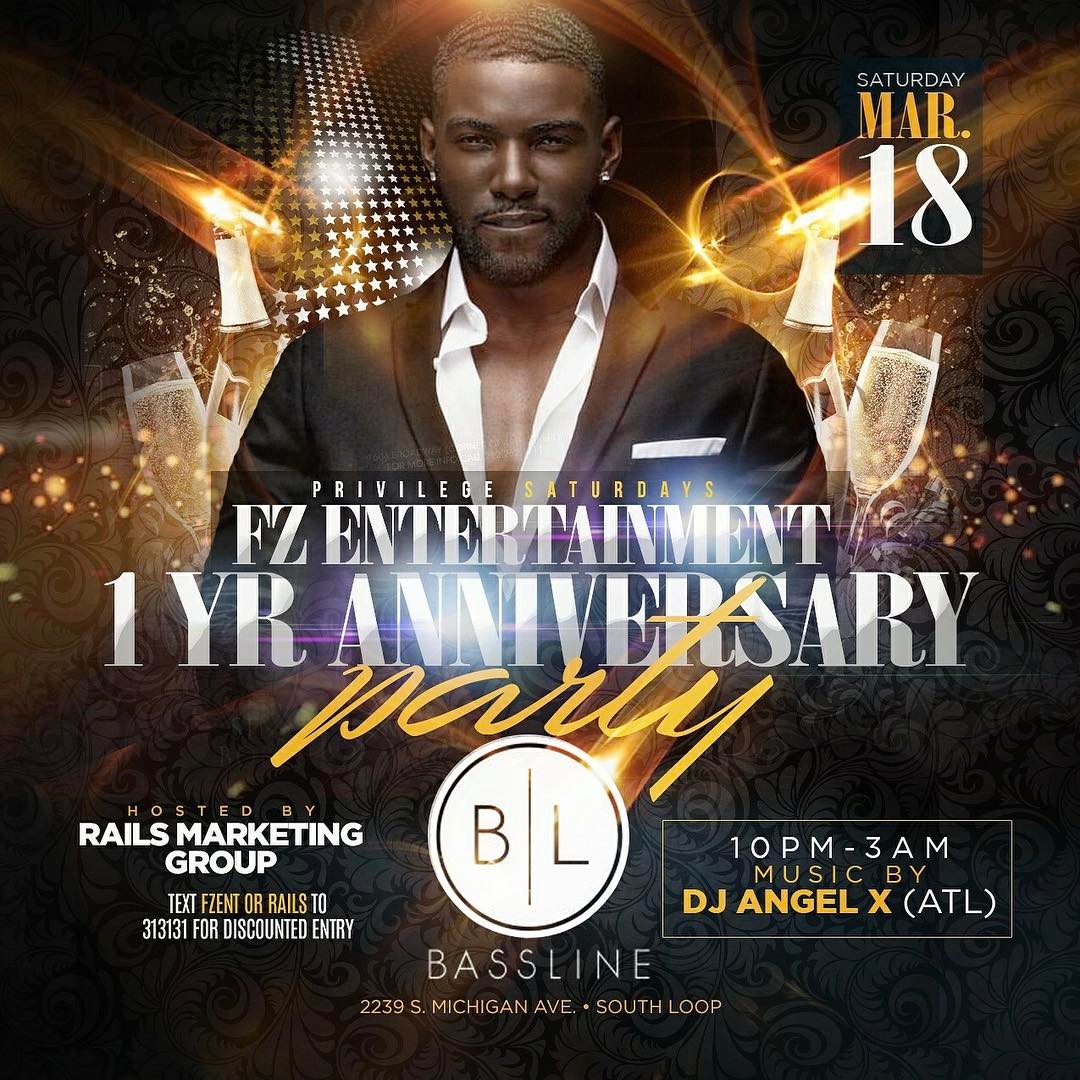 SATURDAY
MAR.
18
PRIVILEGE SATURDAYS
FZ ENTERTAINMENT
1 YR ANNIVERSARY
party
HOSTED BY
RAILS MARKETING
GROUP
TEXT FZENT OR RAILS TO
313131 FOR DISCOUNTED ENTRY
B|L
BASSLINE
10PM-3AM
MUSIC BY
DJ ANGEL X (ATL)
2239 S. MICHIGAN AVE. • SOUTH LOOP